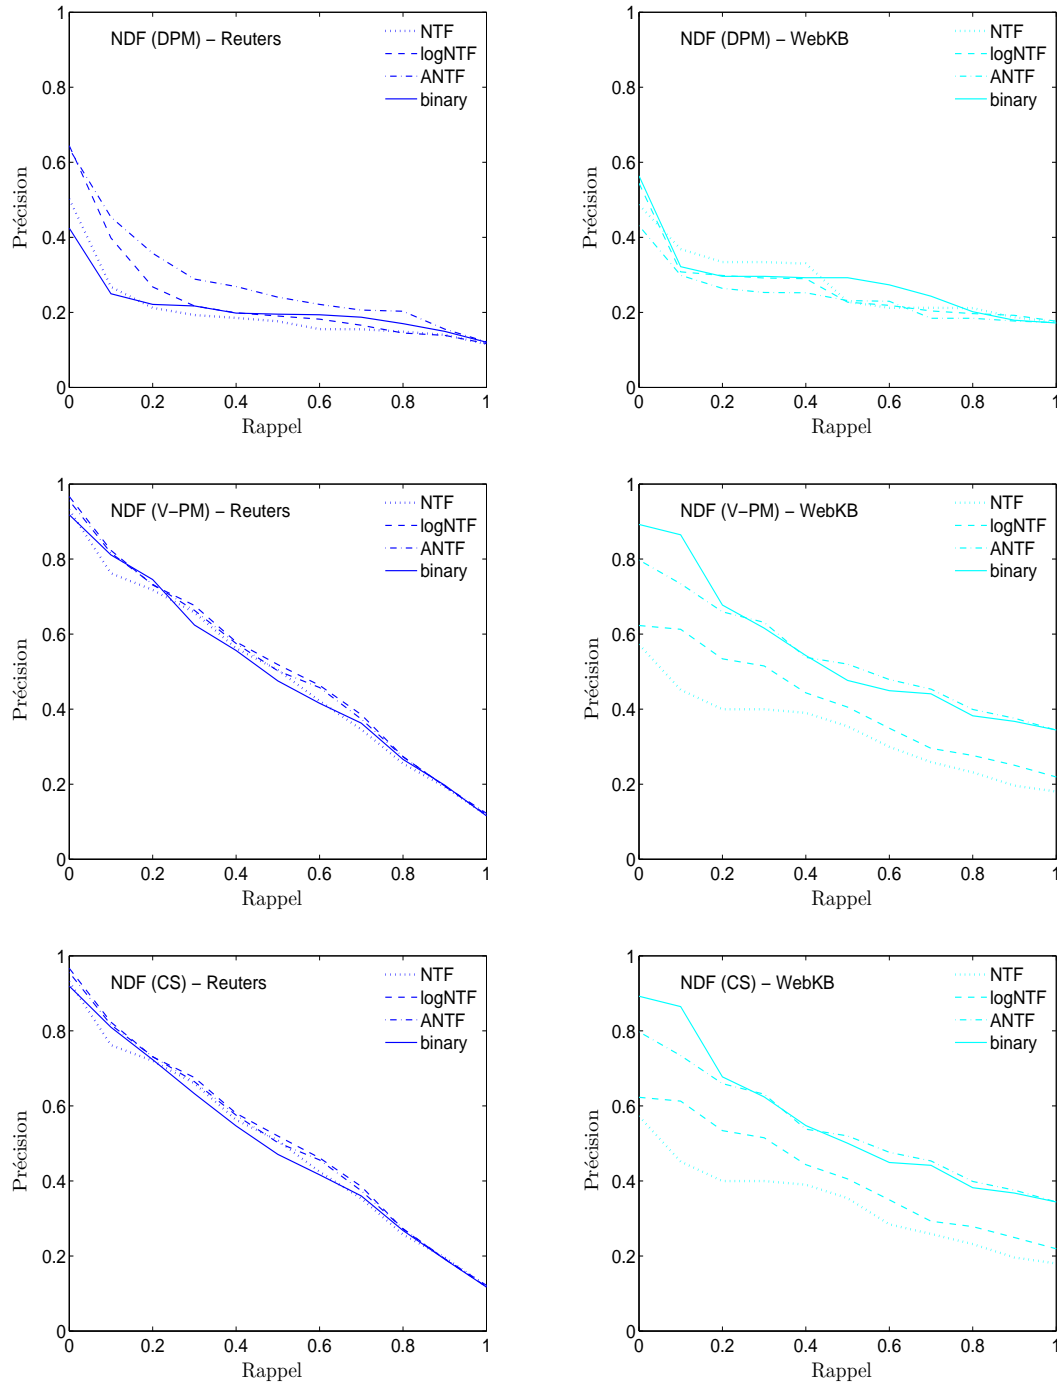 NDF (DPM) − Reuters
NTF
logNTF
ANTF
binary
1
0.8
0.6
0.4
0.2
0
Précision
0 0.2 0.4 0.6 0.8 1
Rappel
NDF (DPM) − WebKB
NTF
logNTF
ANTF
binary
1
0.8
0.6
0.4
0.2
0
Précision
0 0.2 0.4 0.6 0.8 1
Rappel
NDF (V−PM) − Reuters
NTF
logNTF
ANTF
binary
1
0.8
0.6
0.4
0.2
0
Précision
0 0.2 0.4 0.6 0.8 1
Rappel
NDF (V−PM) − WebKB
NTF
logNTF
ANTF
binary
1
0.8
0.6
0.4
0.2
0
Précision
0 0.2 0.4 0.6 0.8 1
Rappel
NDF (CS) − Reuters
NTF
logNTF
ANTF
binary
1
0.8
0.6
0.4
0.2
0
Précision
0 0.2 0.4 0.6 0.8 1
Rappel
NDF (CS) − WebKB
NTF
logNTF
ANTF
binary
1
0.8
0.6
0.4
0.2
0
Précision
0 0.2 0.4 0.6 0.8 1
Rappel